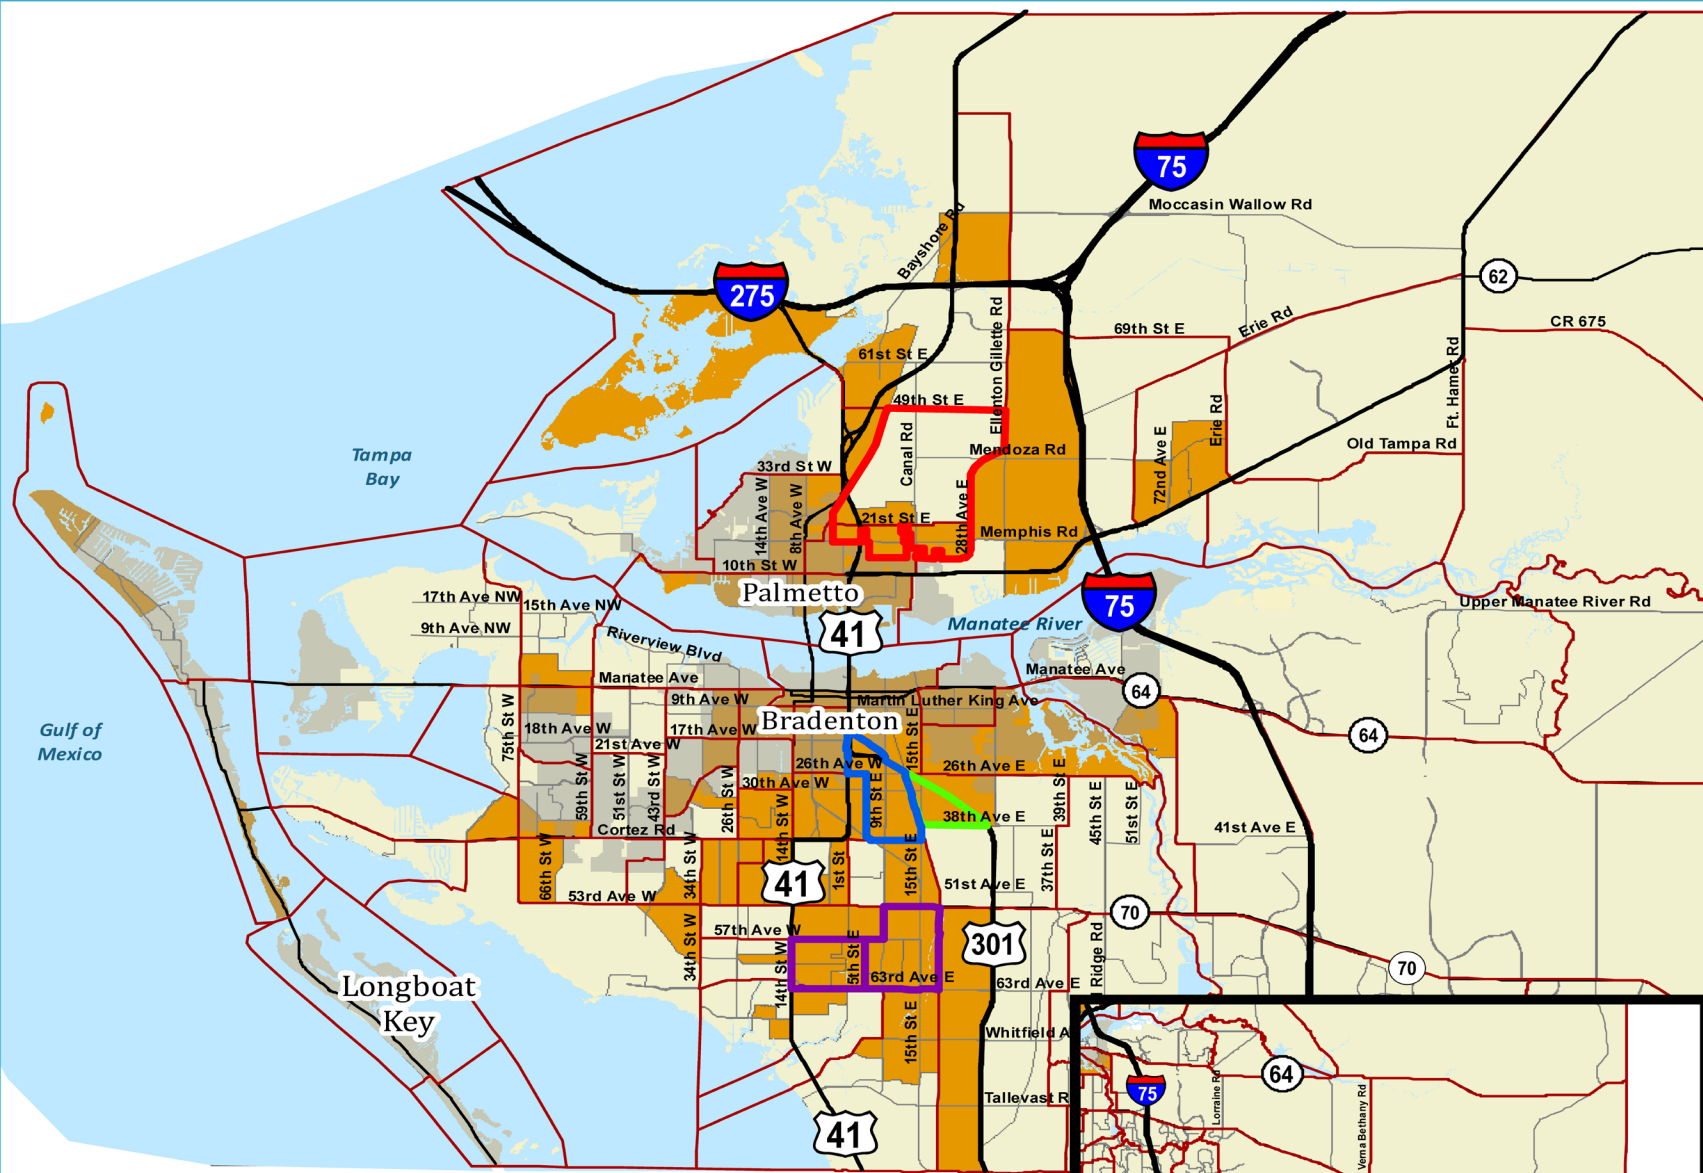 75
Moccasin Wallow Rd
Bayshore Rd
275
62
Ellenton Gillette Rd
69th St E
Erie Rd
CR 675
61st St E
Ft. Hamer Rd
49th St E
Canal Rd
Erie Rd
72nd Ave E
Old Tampa Rd
Mendoza Rd
Tampa
Bay
33rd St W
14th Ave W
8th Ave W
21st St E
28th Ave E
Memphis Rd
10th St W
Palmetto
75
41
Manatee River
Upper Manatee River Rd
17th Ave NW
15th Ave NW
9th Ave NW
Riverview Blvd
Manatee Ave
Manatee Ave
64
9th Ave W
Martin Luther King Ave
Bradenton
Gulf of
Mexico
75th St W
18th Ave W
17th Ave W
21st Ave W
15th St E
64
26th Ave W
26th Ave E
30th Ave W
59th St W
51st St W
43rd St W
26th St W
14th St W
9th St E
39th St E
45th St E
51st St E
38th Ave E
41st Ave E
Cortez Rd
66th St W
34th St W
41
1st St
15th St E
37th St E
51st Ave E
53rd Ave W
70
57th Ave W
34th St W
14th St W
5th St E
301
Ridge Rd
70
63rd Ave E
63rd Ave E
Longboat
Key
15th St E
Whitfield A
Tallevast R
41
64
75
Lorraine Rd
Verna Bethany Rd